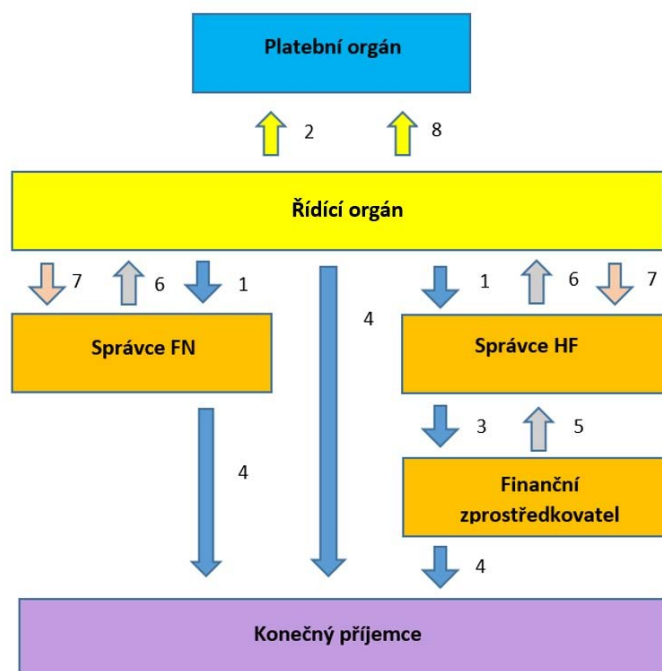 Platební orgán
2
8
Řídící orgán
7
6
1
4
1
6
7
Správce FN
Správce HF
3
5
4
Finanční
zprostředkovatel
4
Konečný příjemce